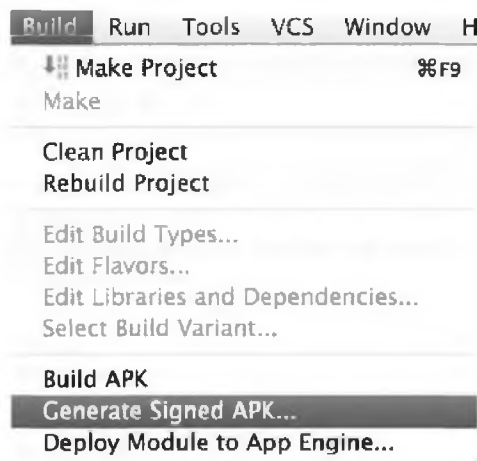 Build Run Tools VCS Window H
Make Project ⌘F9
Make
Clean Project
Rebuild Project
Edit Build Types...
Edit Flavors...
Edit Libraries and Dependencies...
Select Build Variant...
Build APK
Generate Signed APK...
Deploy Module to App Engine...